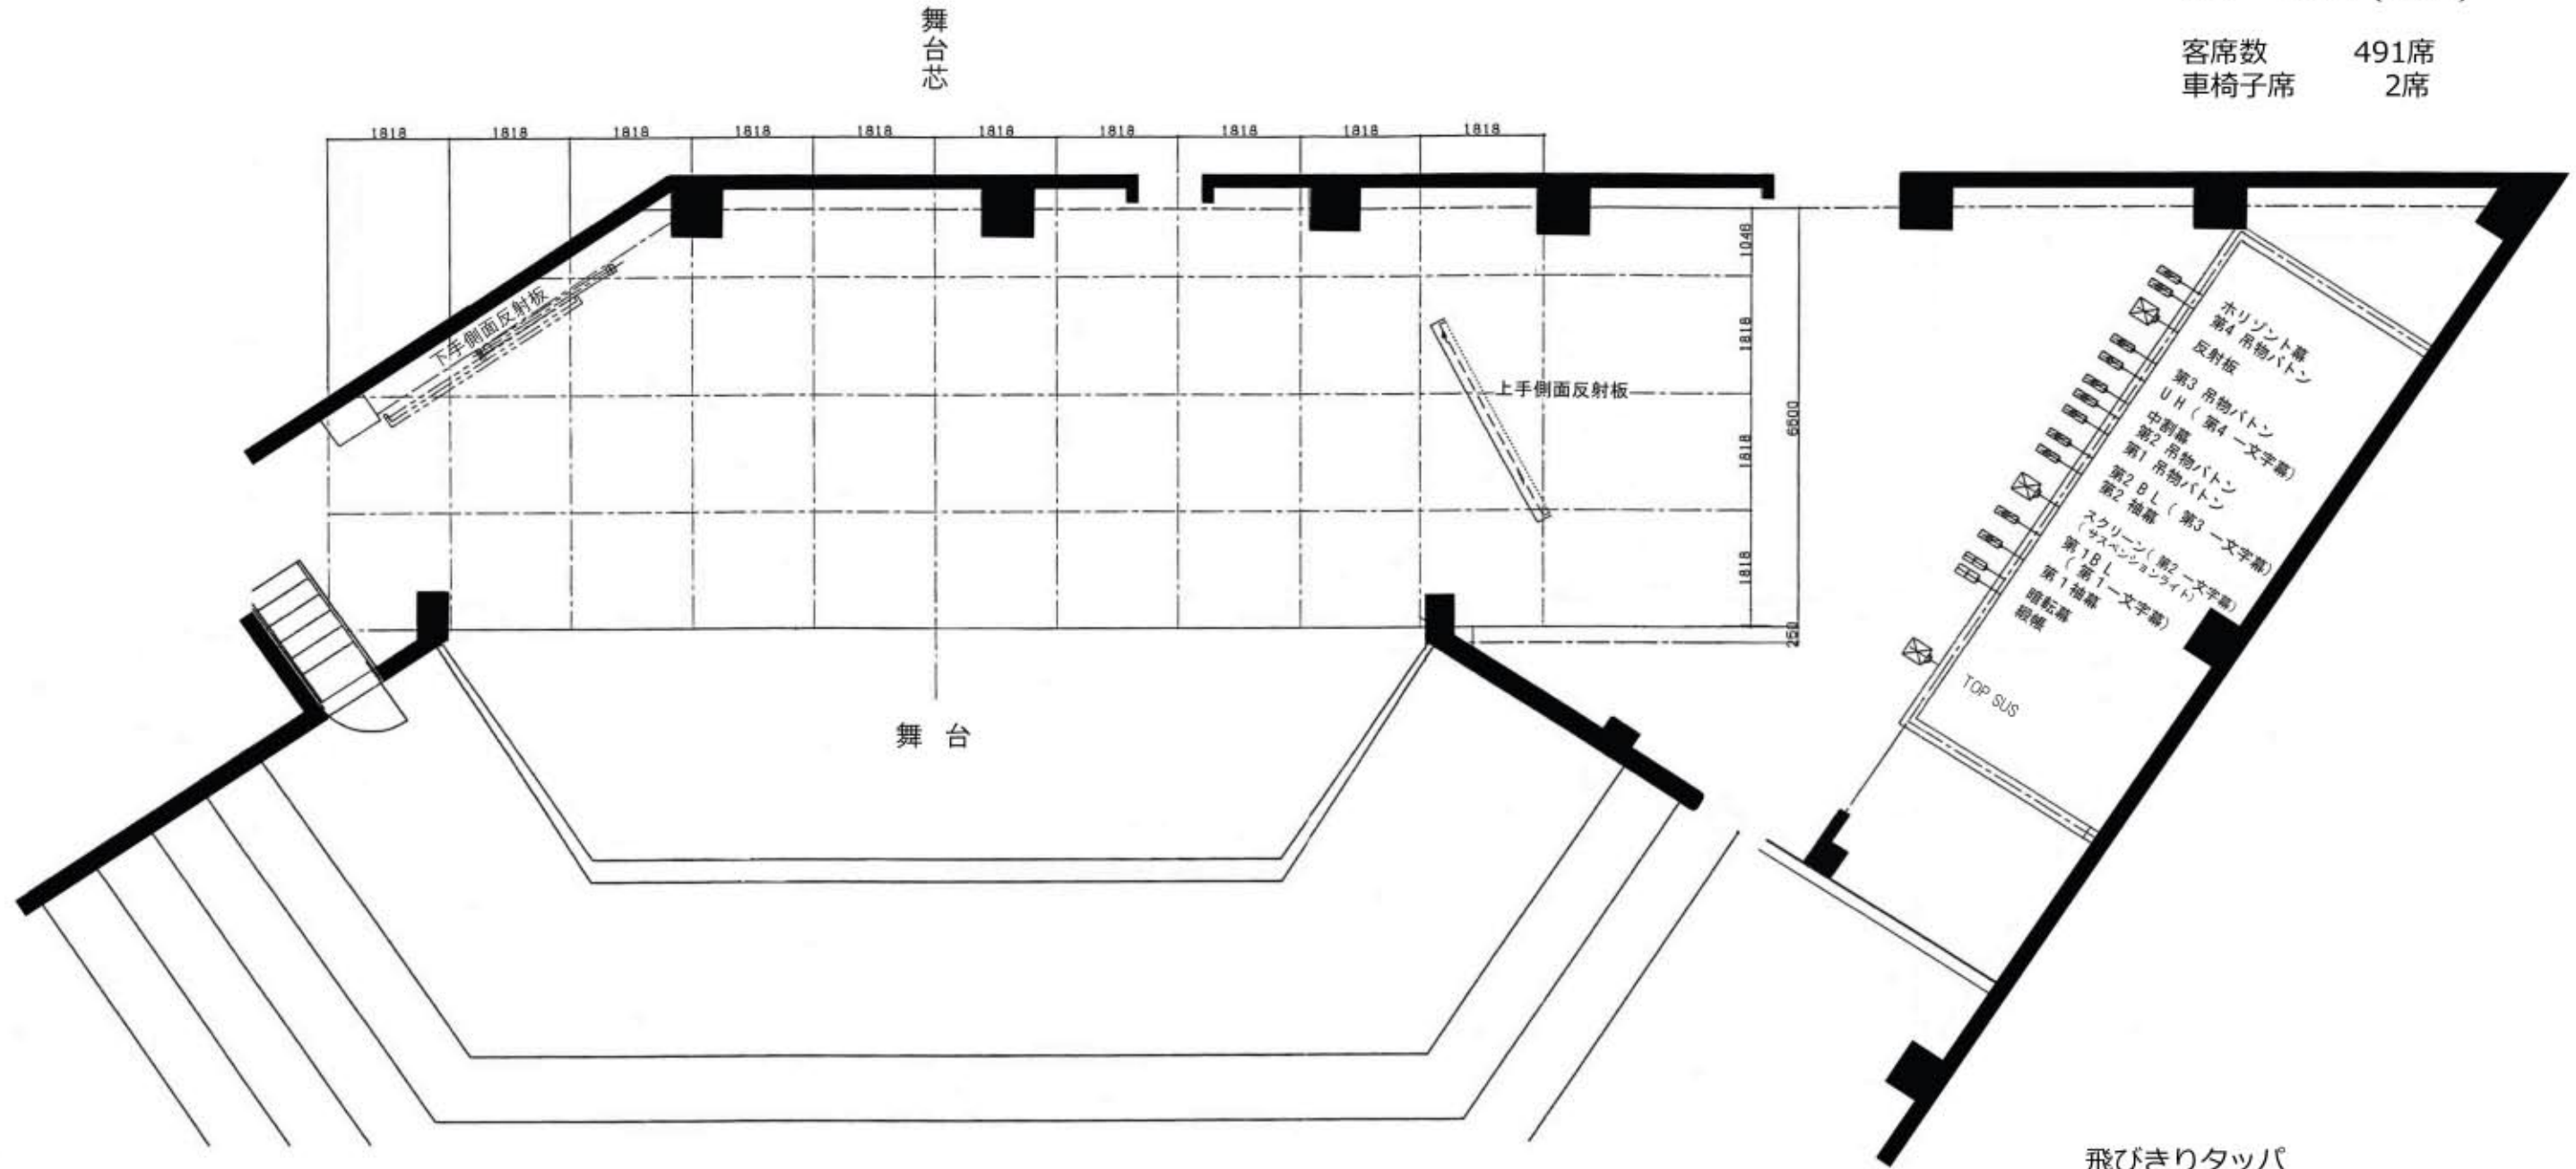 舞台芯
客席数 491席
車椅子席 2席
1818 1818 1818 1818 1818 1818 1818 1818 1818 1818
下手側面反射板
上手側面反射板
1046
1818
1818
1818
6600
250
ホリゾント幕
第4 吊物バトン
反射板
第3 吊物バトン
UH(第4 一文字幕)
中割幕
第2 吊物バトン
第1 吊物バトン
第2 BL(第3 一文字幕)
第2 袖幕
スクリーン(第2 一文字幕)
(サスペンションライト)
第1BL
(第1一文字幕)
第1袖幕
暗転幕
緞帳
TOP SUS
舞 台
飛びきりタッパ